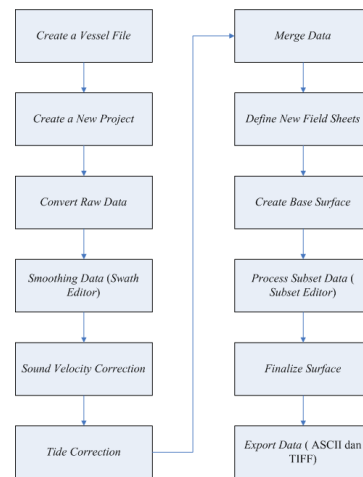 Create a Vessel File
Create a New Project
Convert Raw Data
Smoothing Data (Swath
Editor)
Sound Velocity Correction
Tide Correction
Merge Data
Define New Field Sheets
Create Base Surface
Process Subset Data (
Subset Editor)
Finalize Surface
Export Data ( ASCII dan
TIFF)